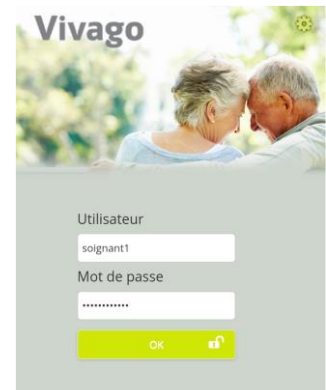 Vivago
Utilisateur
soignant1
Mot de passe
••••••••••••
OK